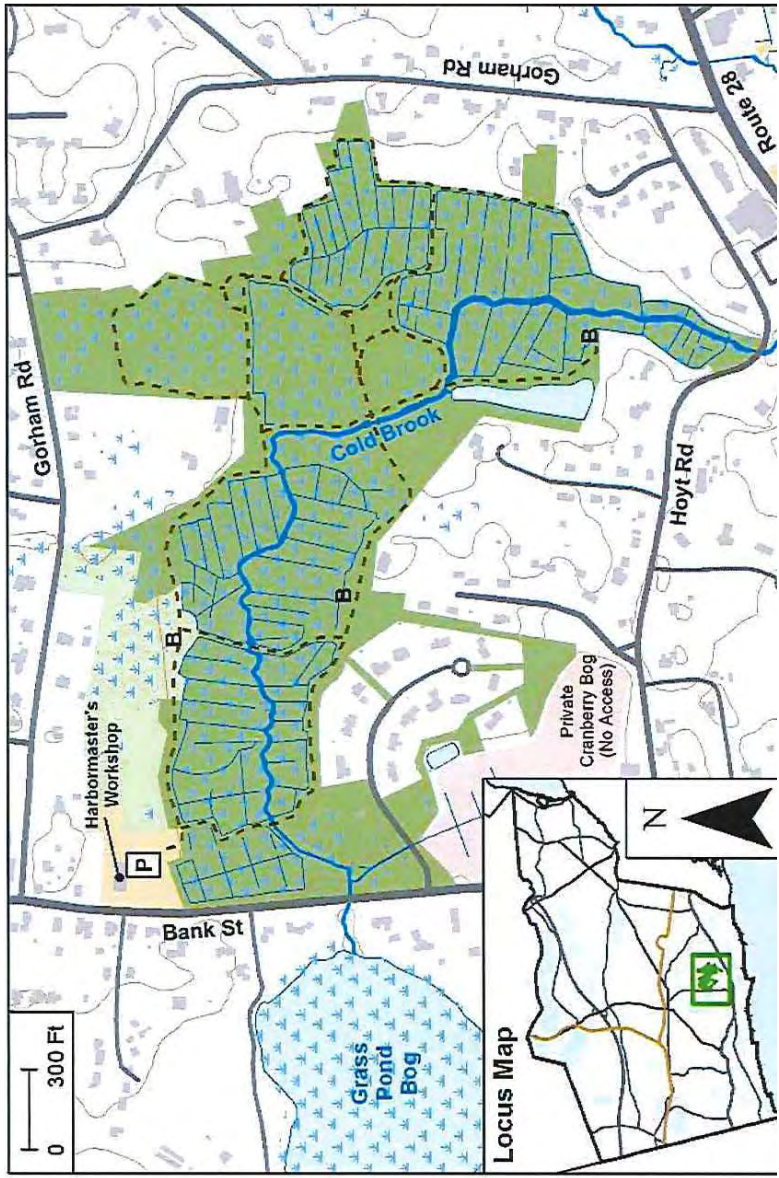 0 300 Ft
Gorham Rd
Gorham Rd
Harbormaster's
Workshop
P
Bank St
B
B
B
Cold Brook
Grass
Pond
Bog
Private
Cranberry Bog
(No Access)
Hoyt Rd
Route 28
Locus Map
N